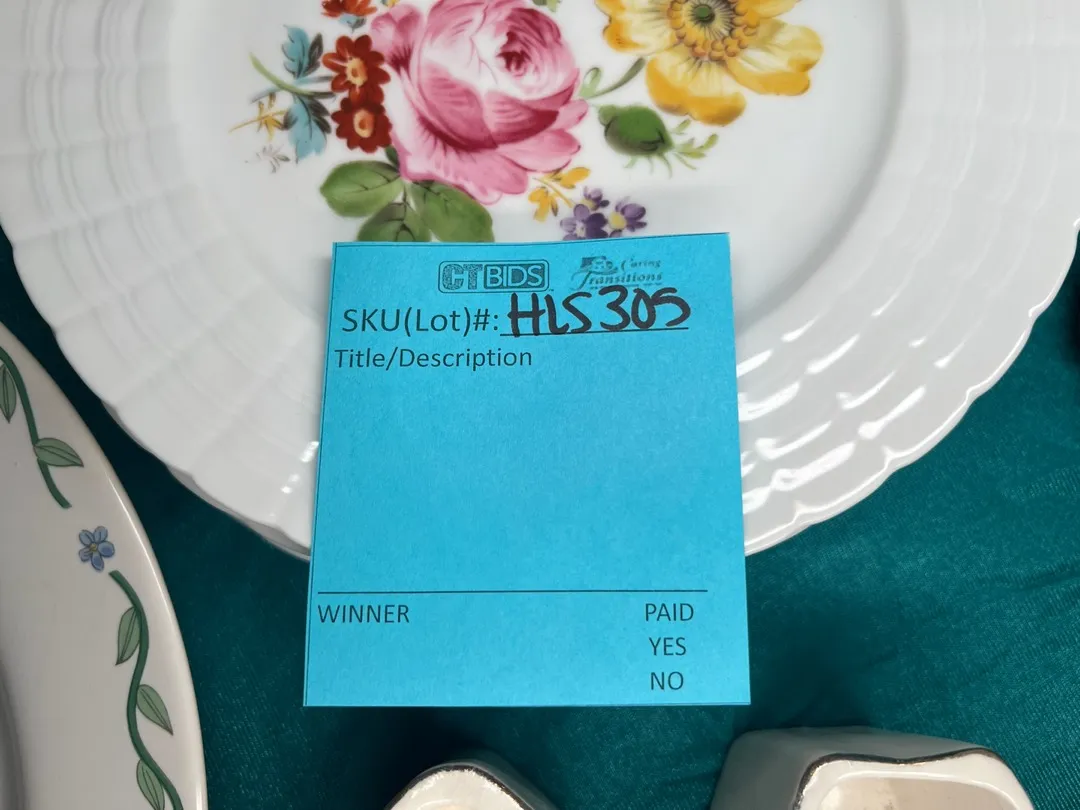 CTBIDS
Caring
Transitions
SKU(Lot)#: HLS305
Title/Description
WINNER PAID
YES
NO